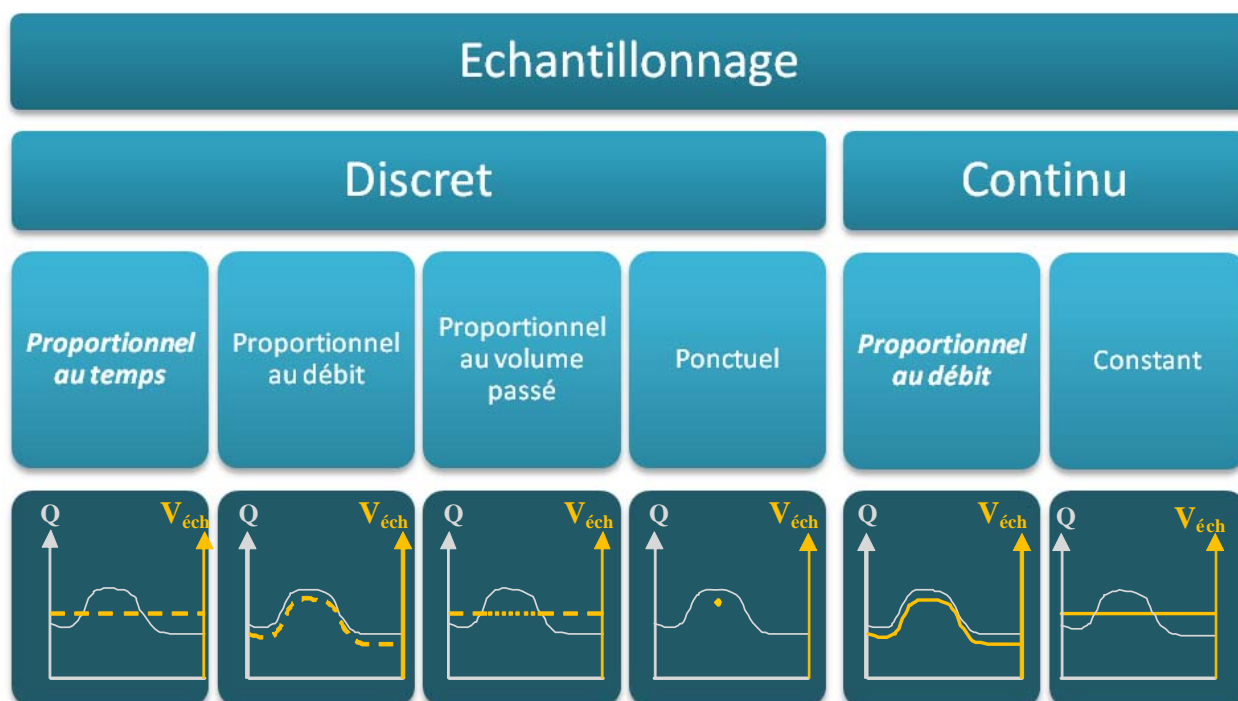 Echantillonnage
Discret
Continu
Proportionnel
au temps
Proportionnel
au débit
Proportionnel
au volume
passé
Ponctuel
Proportionnel
au débit
Constant
Q Véch
Q Véch
Q Véch
Q Véch
Q Véch
Q Véch